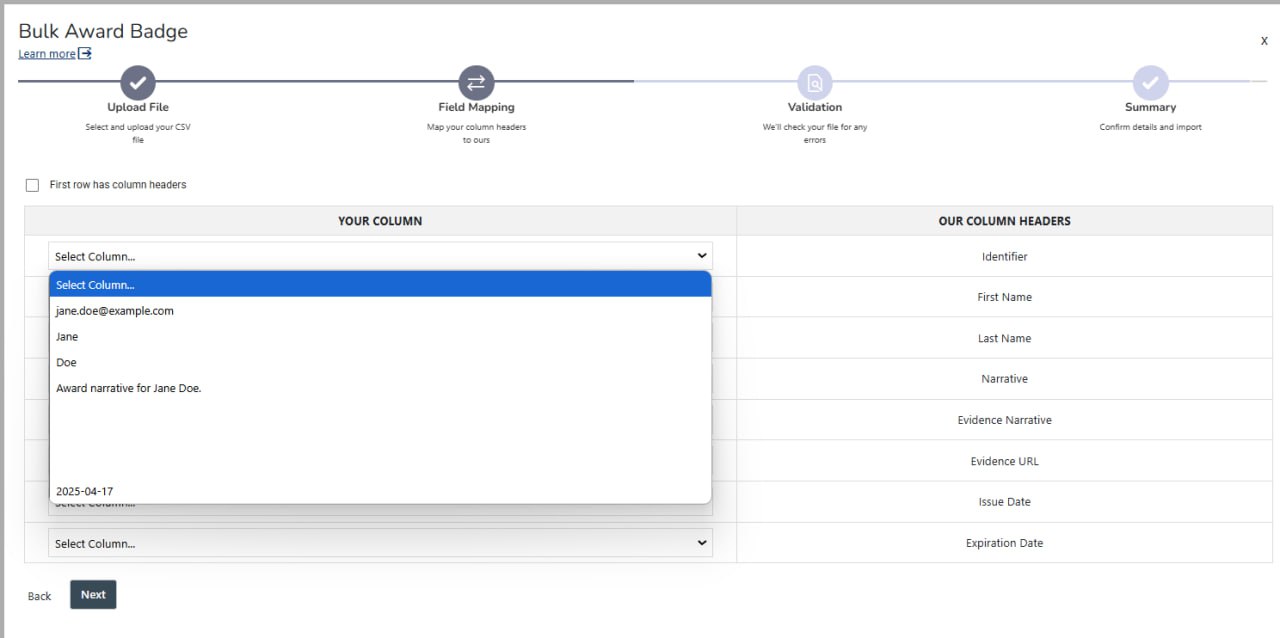 Bulk Award Badge
Learn more
X
Upload File
Select and upload your CSV
file
Field Mapping
Map your column headers
to ours
Validation
We'll check your file for any
errors
Summary
Confirm details and import
First row has column headers
YOUR COLUMN
OUR COLUMN HEADERS
Select Column...
Identifier
Select Column...
jane.doe@example.com
First Name
Jane
Last Name
Doe
Narrative
Award narrative for Jane Doe.
Evidence Narrative
Evidence URL
2025-04-17
Select Column...
Issue Date
Select Column...
Expiration Date
Back
Next